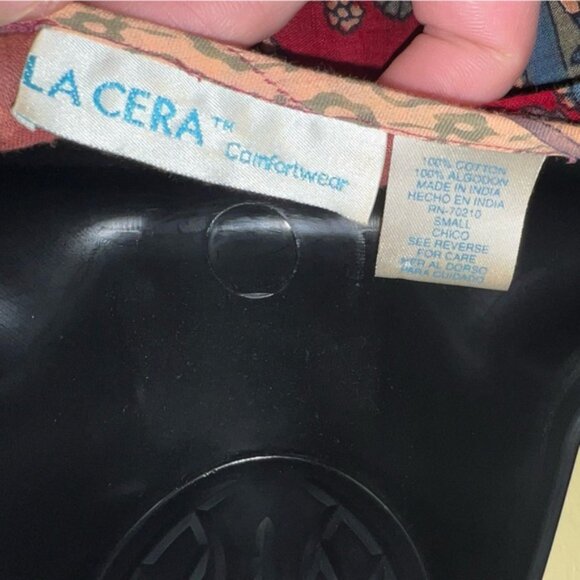 LA CERA™
Comfortwear
100% COTTON
100% ALGODON
MADE IN INDIA
HECHO EN INDIA
RN-70210
SMALL
CHICO
SEE REVERSE
FOR CARE
VER AL DORSO
PARA CUIDADO